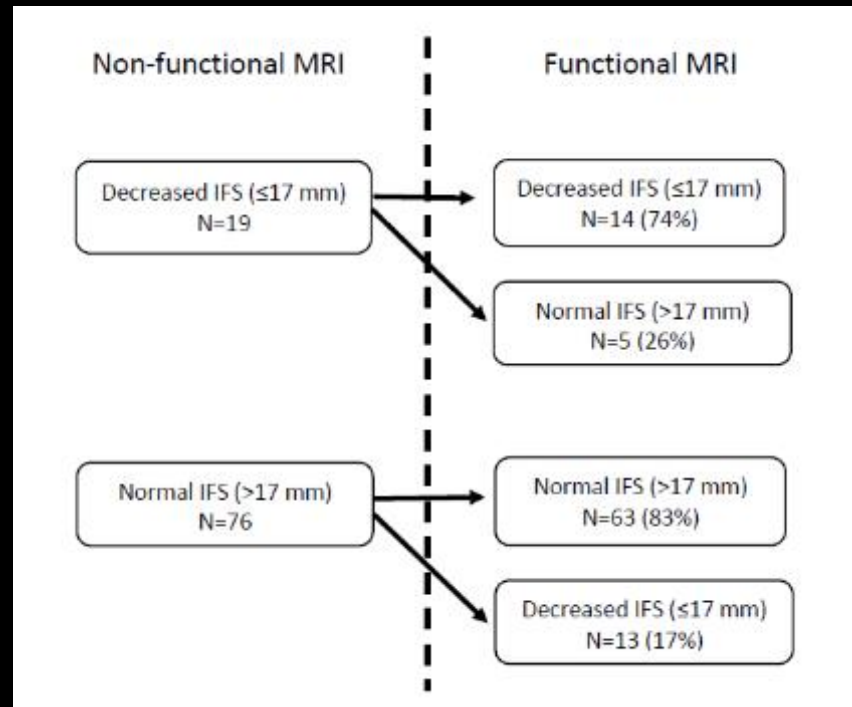 Non-functional MRI
Functional MRI
Decreased IFS (≤17 mm)
N=19
Decreased IFS (≤17 mm)
N=14 (74%)
Normal IFS (>17 mm)
N=5 (26%)
Normal IFS (>17 mm)
N=76
Normal IFS (>17 mm)
N=63 (83%)
Decreased IFS (≤17 mm)
N=13 (17%)